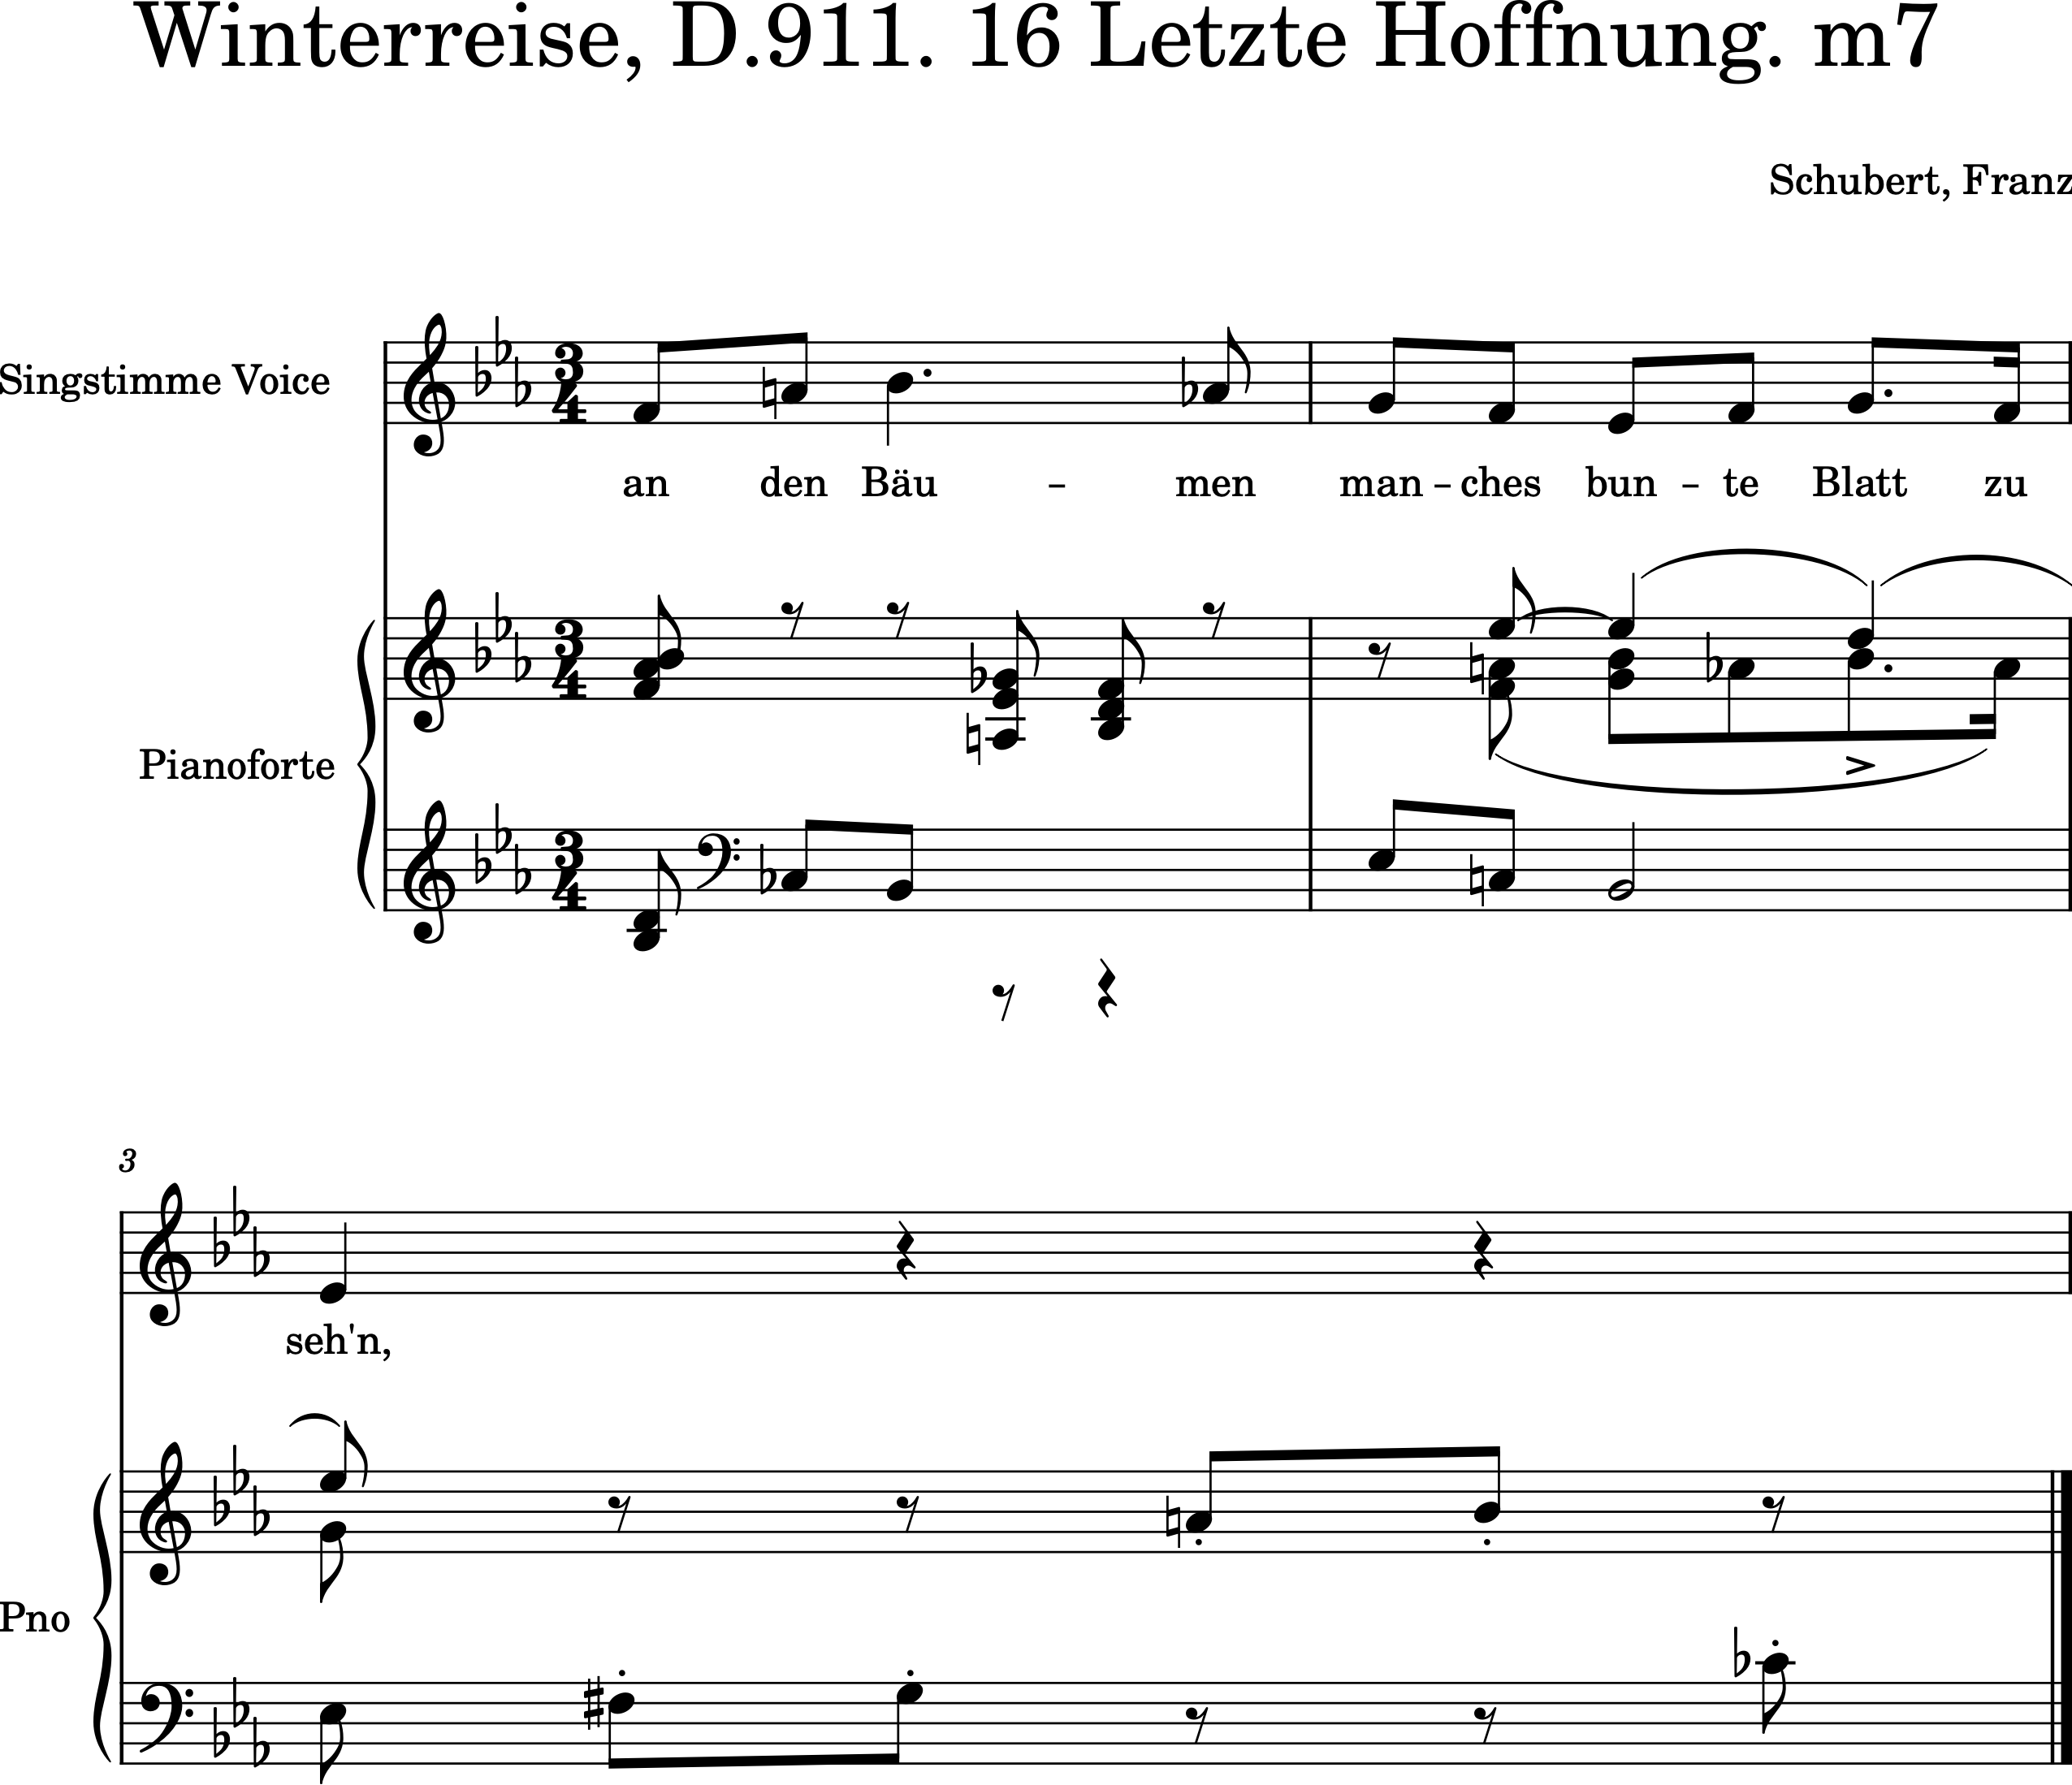 Winterreise, D.911. 16 Letzte Hoffnung. m7
Schubert, Franz
Singstimme Voice
an den Bäu - men man - ches bun - te Blatt zu
Pianoforte
3
seh'n,
Pno